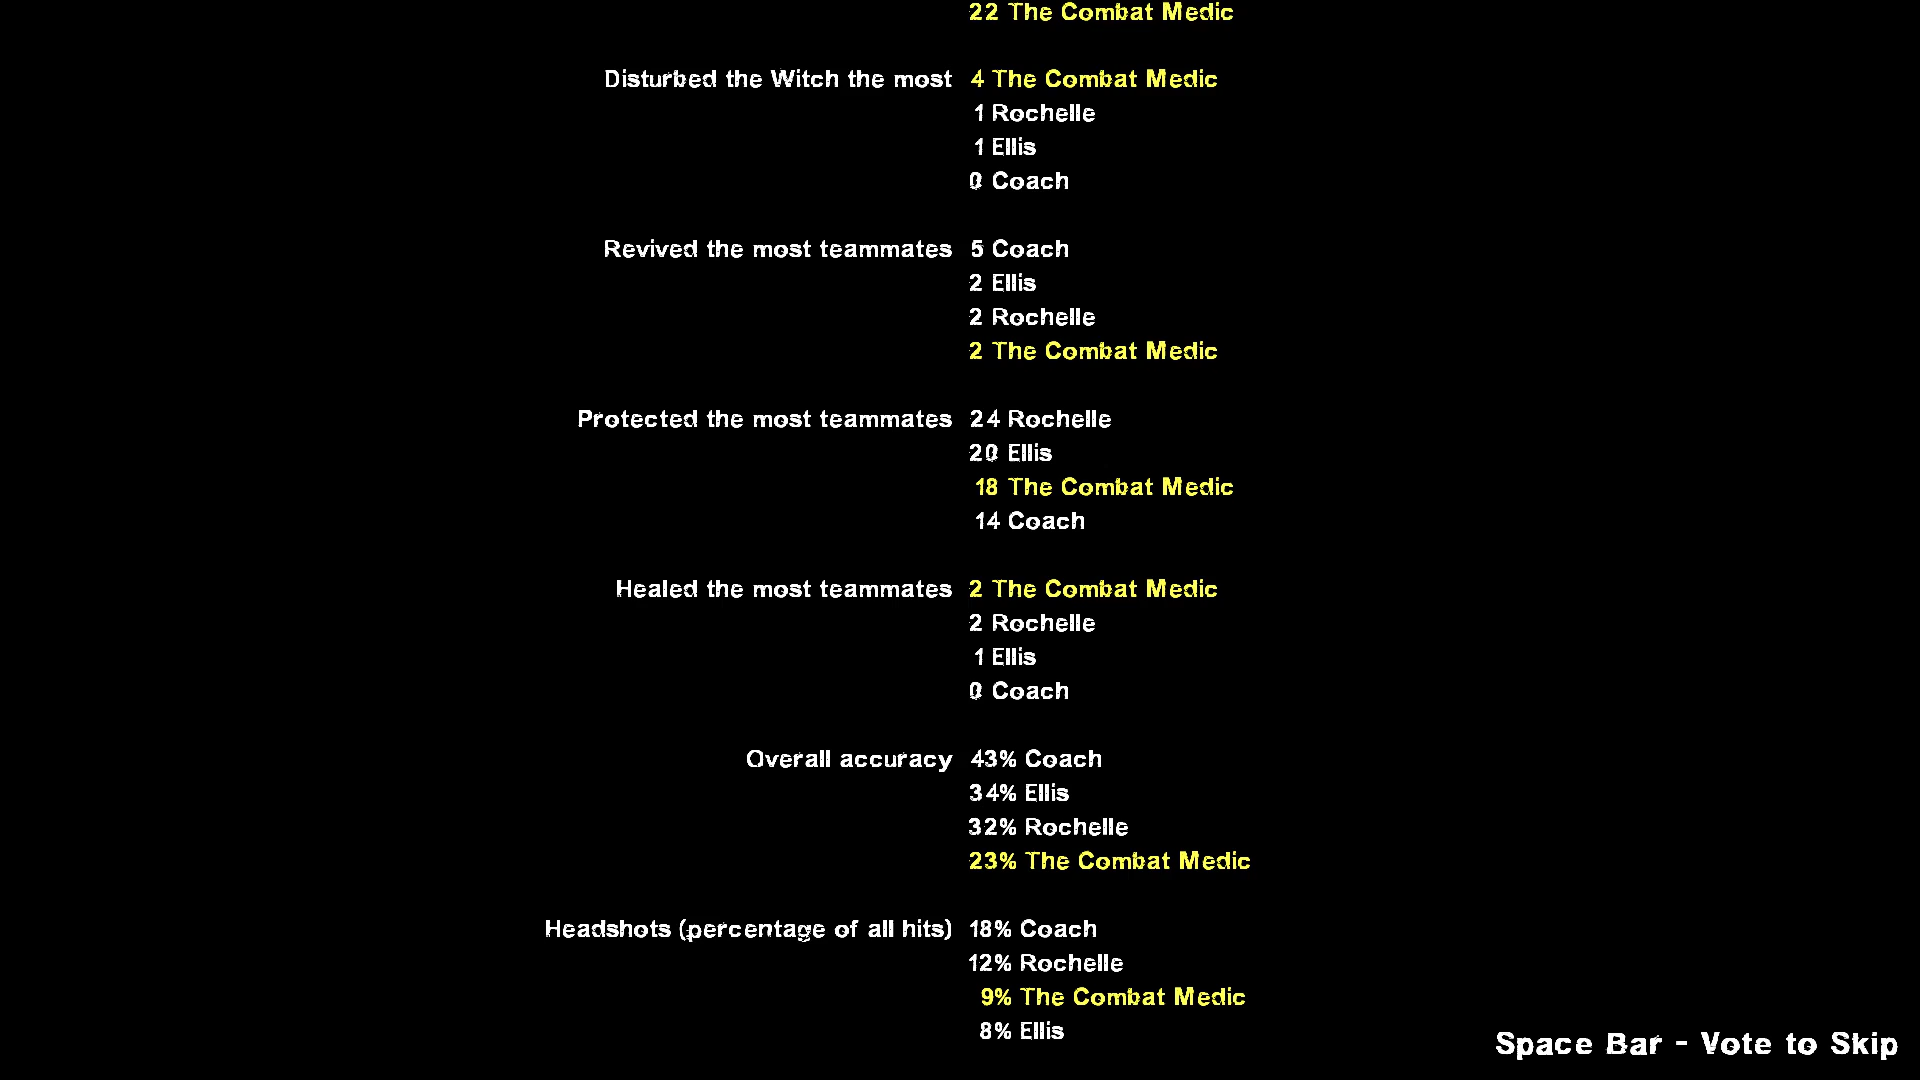 22 The Combat Medic
Disturbed the Witch the most 4 The Combat Medic
1 Rochelle
1 Ellis
0 Coach
Revived the most teammates 5 Coach
2 Ellis
2 Rochelle
2 The Combat Medic
Protected the most teammates 24 Rochelle
20 Ellis
18 The Combat Medic
14 Coach
Healed the most teammates 2 The Combat Medic
2 Rochelle
1 Ellis
0 Coach
Overall accuracy 43% Coach
34% Ellis
32% Rochelle
23% The Combat Medic
Headshots (percentage of all hits) 18% Coach
12% Rochelle
9% The Combat Medic
8% Ellis
Space Bar - Vote to Skip